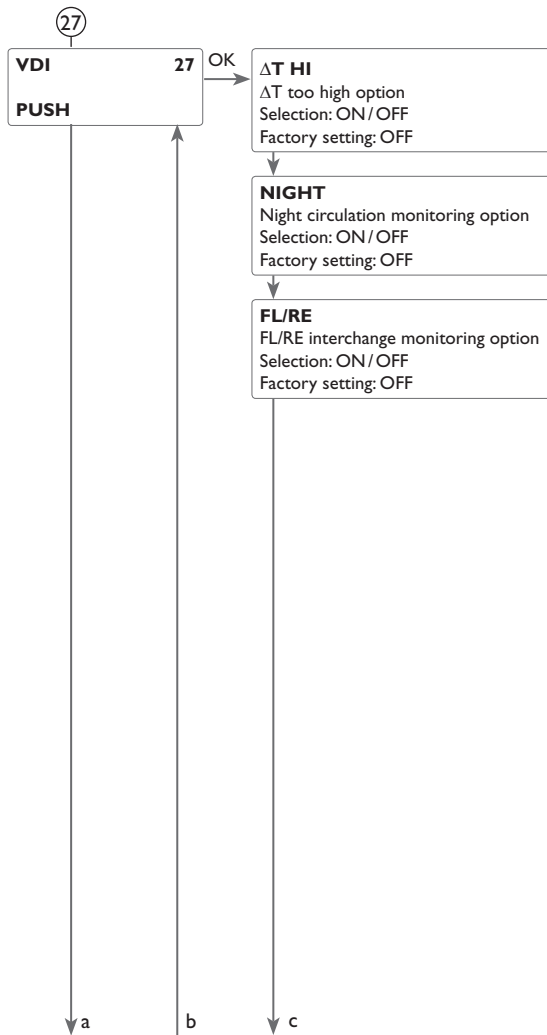 27
VDI 27
PUSH
OK
ΔT HI
ΔT too high option
Selection: ON / OFF
Factory setting: OFF
NIGHT
Night circulation monitoring option
Selection: ON / OFF
Factory setting: OFF
FL/RE
FL/RE interchange monitoring option
Selection: ON / OFF
Factory setting: OFF
a
b
c